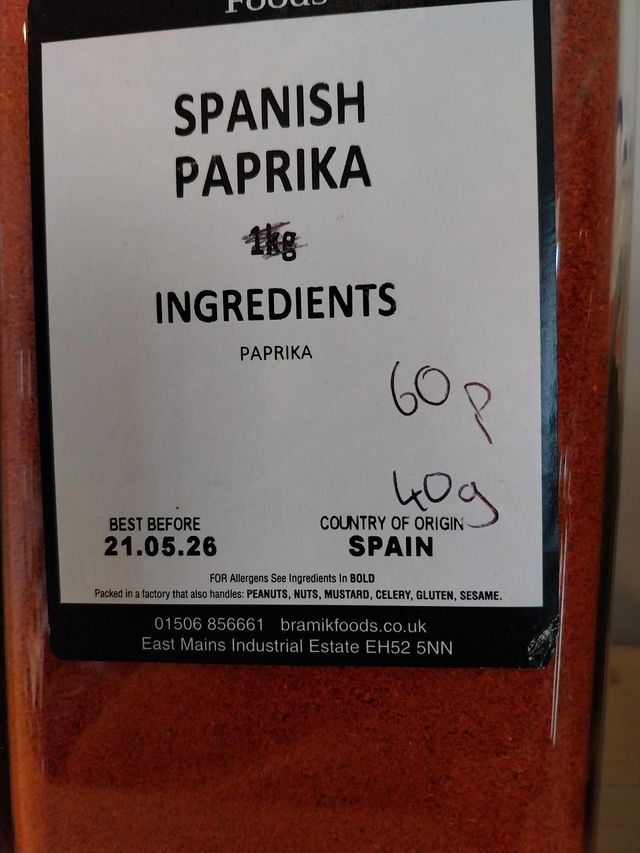 Foods
SPANISH
PAPRIKA
1kg
INGREDIENTS
PAPRIKA
60p
40g
BEST BEFORE
21.05.26
COUNTRY OF ORIGIN
SPAIN
FOR Allergens See Ingredients In BOLD
Packed in a factory that also handles: PEANUTS, NUTS, MUSTARD, CELERY, GLUTEN, SESAME.
01506 856661 bramikfoods.co.uk
East Mains Industrial Estate EH52 5NN